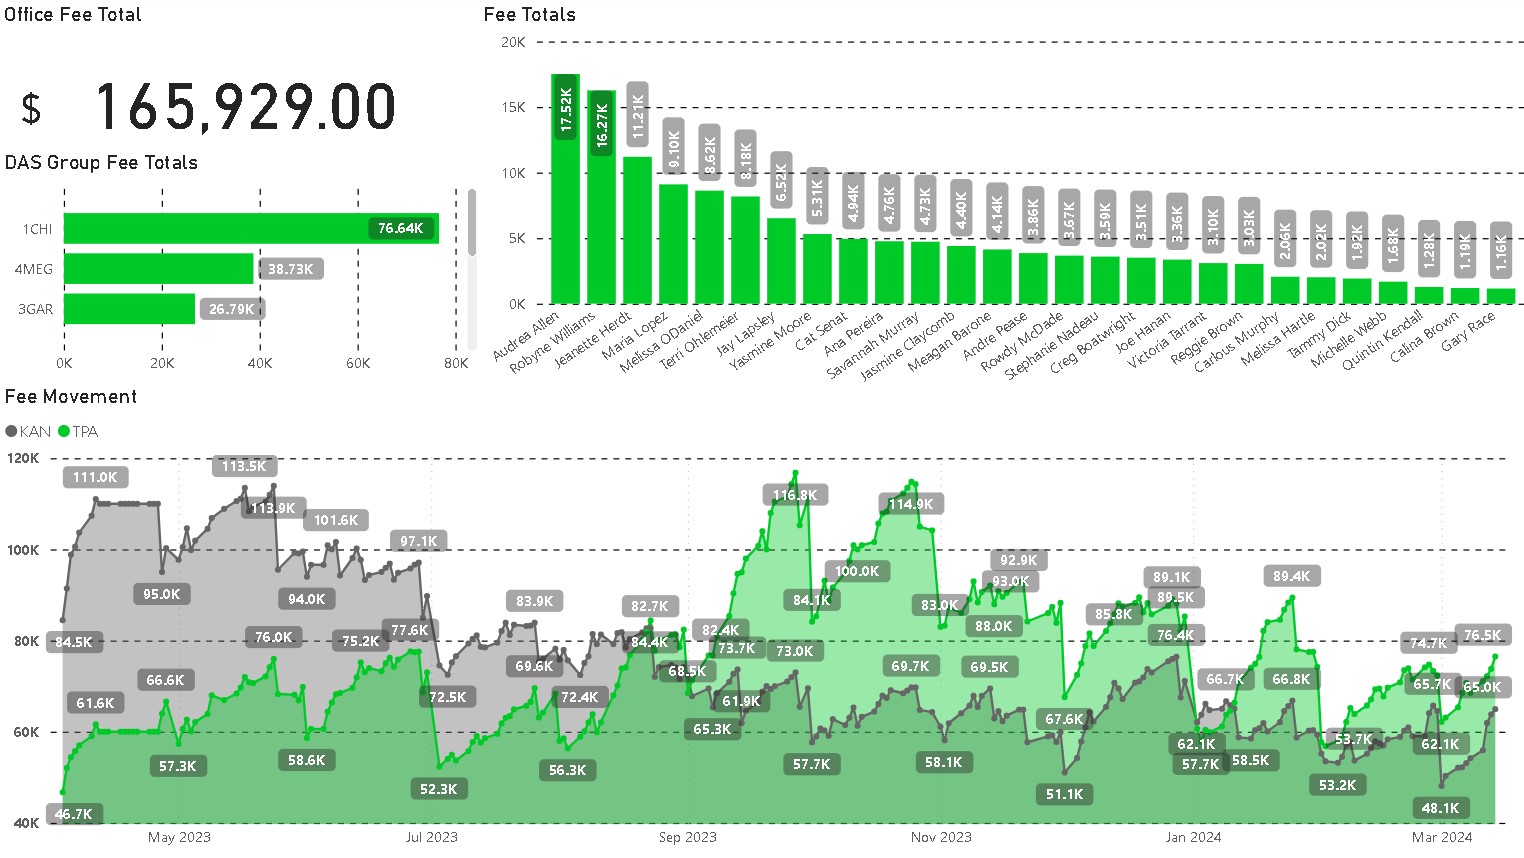 Office Fee Total
$ 165,929.00
DAS Group Fee Totals
1CHI 76.64K
4MEG 38.73K
3GAR 26.79K
0K 20K 40K 60K 80K
Fee Totals
20K
15K
10K
5K
0K
17.52K 16.27K 11.21K 9.10K 8.62K 8.18K 6.52K 5.31K 4.94K 4.76K 4.73K 4.40K 4.14K 3.86K 3.67K 3.59K 3.51K 3.36K 3.10K 3.03K 2.06K 2.02K 1.92K 1.68K 1.28K 1.19K 1.16K
Audrea Allen
Robyne Williams
Jeanette Herdt
Maria Lopez
Melissa ODaniel
Terri Ohlemeier
Jay Lapsley
Yasmine Moore
Cat Senat
Ana Pereira
Savannah Murray
Jasmine Claycomb
Meagan Barone
Andre Pease
Rowdy McDade
Stephanie Nadeau
Creg Boatwright
Joe Hanan
Victoria Tarrant
Reggie Brown
Carlous Murphy
Melissa Hartle
Tammy Dick
Michelle Webb
Quintin Kendall
Calina Brown
Gary Race
Fee Movement
KAN TPA
120K
100K
80K
60K
40K
111.0K 113.5K 113.9K 101.6K 97.1K
95.0K 94.0K 83.9K 82.7K
84.5K 76.0K 75.2K 77.6K 84.4K 82.4K
61.6K 66.6K 72.5K 69.6K 72.4K 68.5K 73.7K 73.0K
57.3K 58.6K 52.3K 56.3K 65.3K 61.9K 57.7K
46.7K
116.8K 114.9K 100.0K 92.9K 93.0K
84.1K 83.0K 88.0K 85.8K 89.1K 89.5K 89.4K
69.7K 69.5K 76.4K 66.7K 66.8K 74.7K 76.5K
58.1K 67.6K 62.1K 57.7K 58.5K 53.7K 65.7K 65.0K
51.1K 53.2K 62.1K 48.1K
May 2023 Jul 2023 Sep 2023 Nov 2023 Jan 2024 Mar 2024